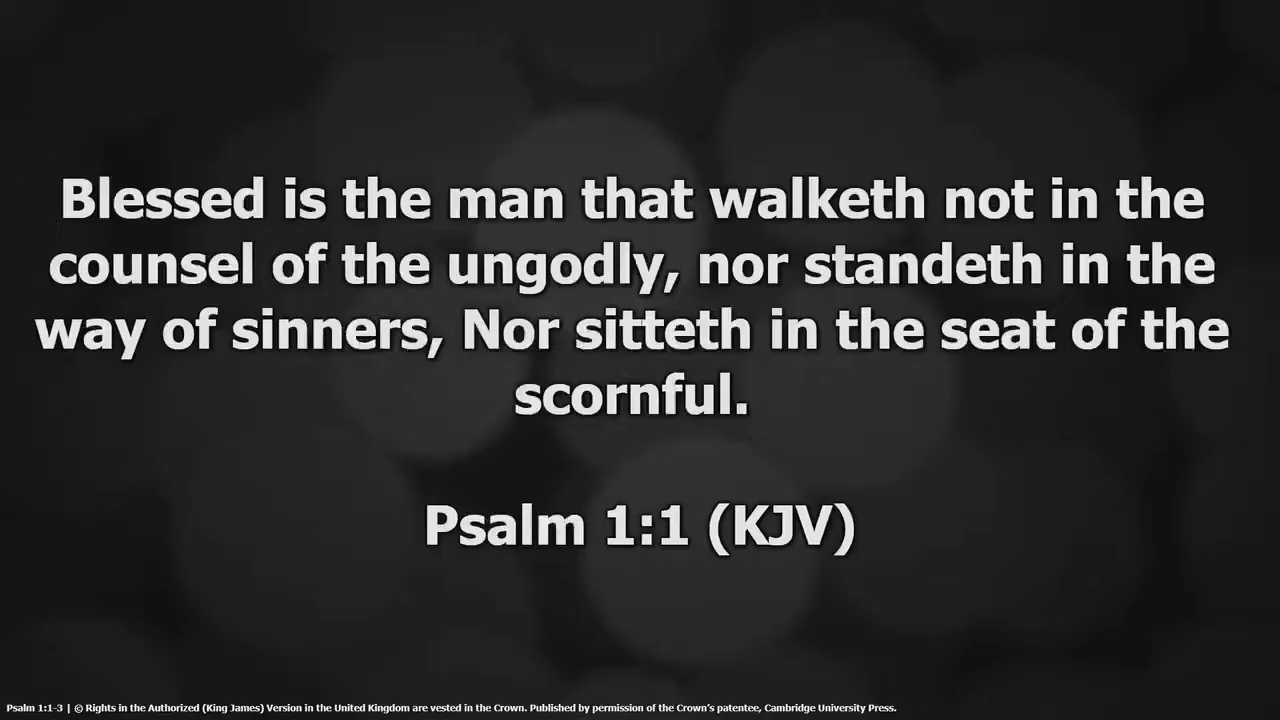 Blessed is the man that walketh not in the
counsel of the ungodly, nor standeth in the
way of sinners, Nor sitteth in the seat of the
scornful.
Psalm 1:1 (KJV)
Psalm 1:1-3 | © Rights in the Authorized (King James) Version in the United Kingdom are vested in the Crown. Published by permission of the Crown’s patentee, Cambridge University Press.